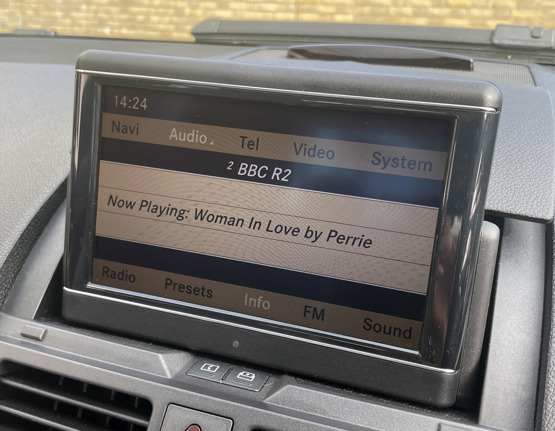 14:24
Navi Audio Tel Video System
2 BBC R2
Now Playing: Woman In Love by Perrie
Radio Presets Info FM Sound